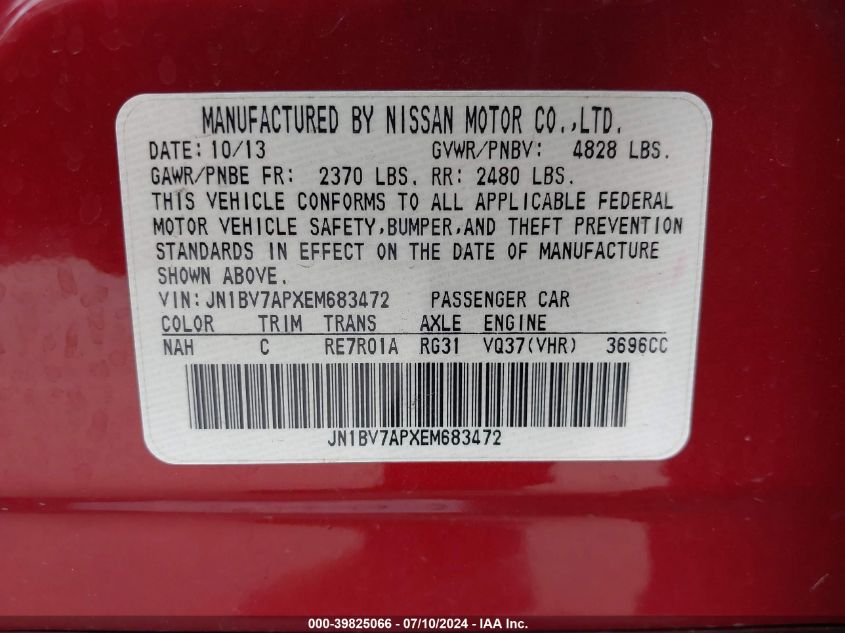 MANUFACTURED BY NISSAN MOTOR CO.,LTD.
DATE: 10/13 GVWR/PNBV: 4828 LBS.
GAWR/PNBE FR: 2370 LBS. RR: 2480 LBS.
THIS VEHICLE CONFORMS TO ALL APPLICABLE FEDERAL
MOTOR VEHICLE SAFETY,BUMPER,AND THEFT PREVENTION
STANDARDS IN EFFECT ON THE DATE OF MANUFACTURE
SHOWN ABOVE.
VIN: JN1BV7APXEM683472 PASSENGER CAR
COLOR TRIM TRANS AXLE ENGINE
NAH C RE7R01A RG31 VQ37(VHR) 3696CC
JN1BV7APXEM683472
000-39825066 - 07/10/2024 - IAA Inc.